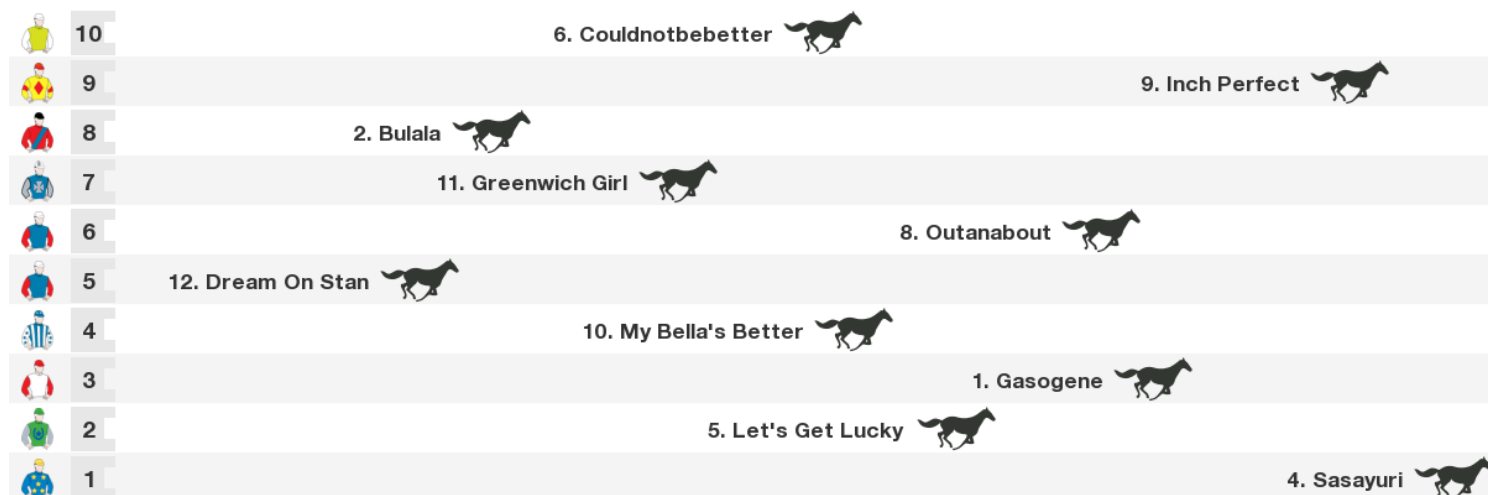 10 6. Couldnotbebetter
9 9. Inch Perfect
8 2. Bulala
7 11. Greenwich Girl
6 8. Outanabout
5 12. Dream On Stan
4 10. My Bella's Better
3 1. Gasogene
2 5. Let's Get Lucky
1 4. Sasayuri